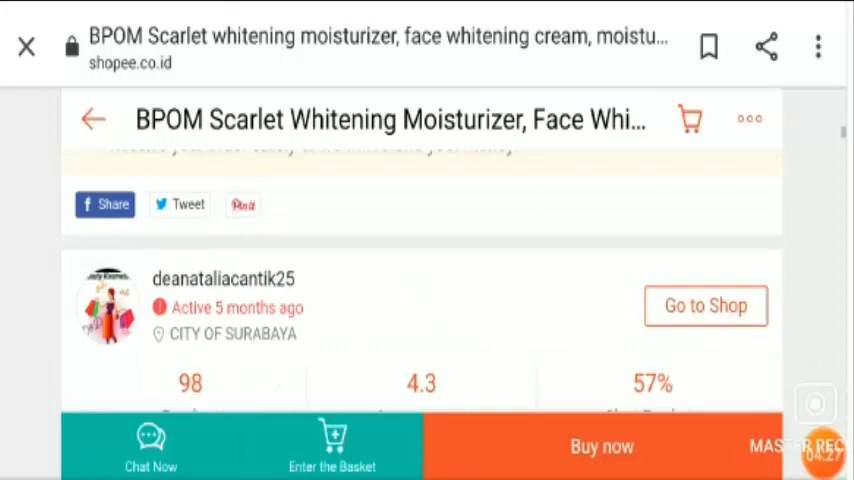 BPOM Scarlet whitening moisturizer, face whitening cream, moistu...
shopee.co.id
BPOM Scarlet Whitening Moisturizer, Face Whi...
f Share
Tweet
Pin it
deanataliacantik25
Active 5 months ago
CITY OF SURABAYA
Go to Shop
98
4.3
57%
Chat Now
Enter the Basket
Buy now
MASTER REC
04:27